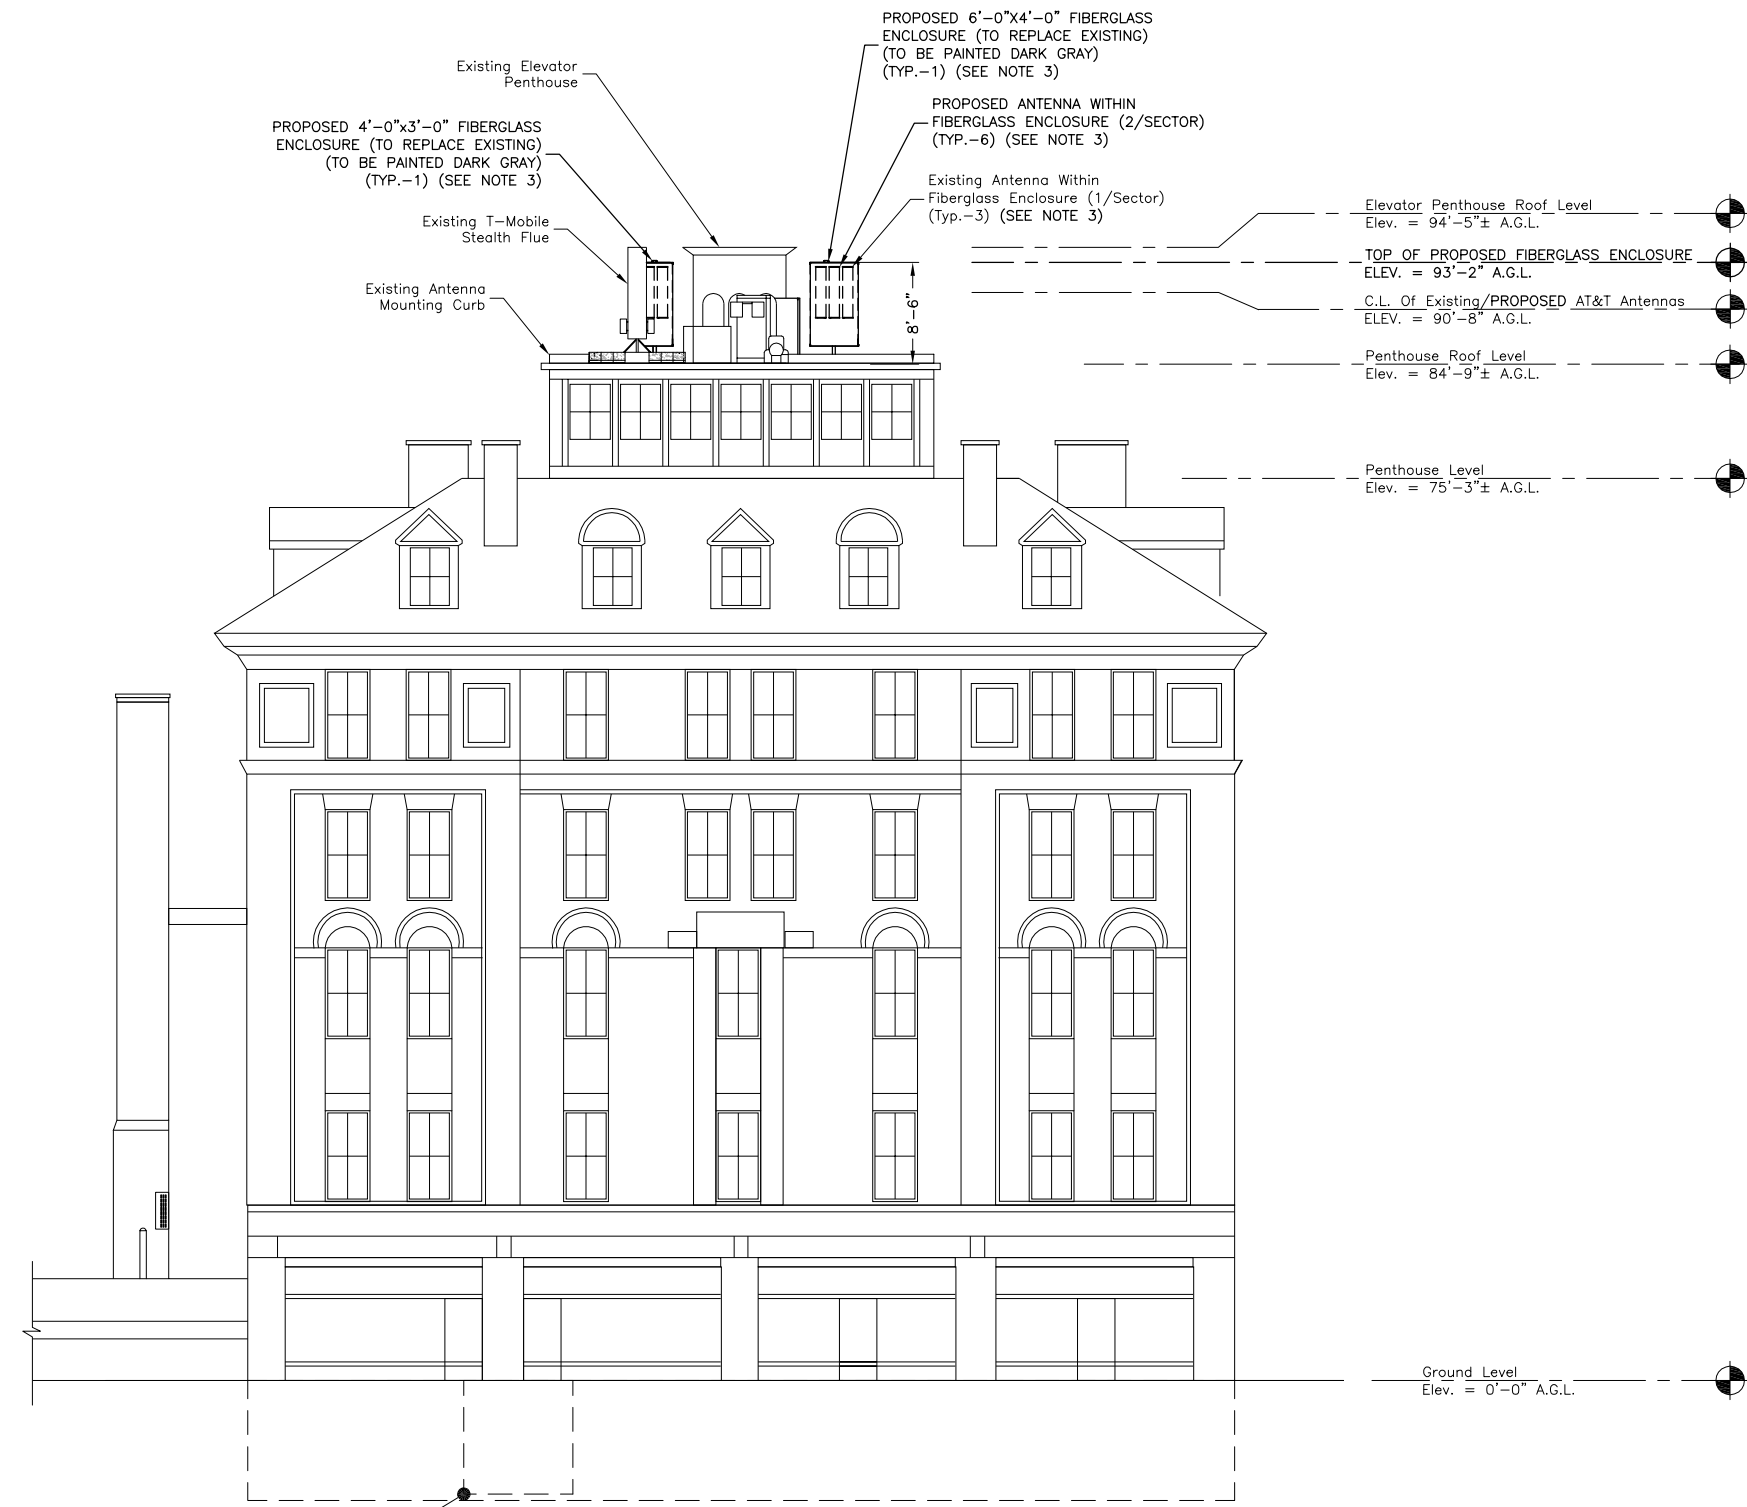 PROPOSED 6'-0"X4'-0" FIBERGLASS
ENCLOSURE (TO REPLACE EXISTING)
(TO BE PAINTED DARK GRAY)
(TYP.-1) (SEE NOTE 3)
Existing Elevator
Penthouse
PROPOSED ANTENNA WITHIN
FIBERGLASS ENCLOSURE (2/SECTOR)
(TYP.-6) (SEE NOTE 3)
PROPOSED 4'-0"x3'-0" FIBERGLASS
ENCLOSURE (TO REPLACE EXISTING)
(TO BE PAINTED DARK GRAY)
(TYP.-1) (SEE NOTE 3)
Existing Antenna Within
Fiberglass Enclosure (1/Sector)
(Typ.-3) (SEE NOTE 3)
Existing T-Mobile
Stealth Flue
Existing Antenna
Mounting Curb
8'-6"
Elevator Penthouse Roof Level
Elev. = 94'-5"± A.G.L.
TOP OF PROPOSED FIBERGLASS ENCLOSURE
ELEV. = 93'-2" A.G.L.
C.L. Of Existing/PROPOSED AT&T Antennas
ELEV. = 90'-8" A.G.L.
Penthouse Roof Level
Elev. = 84'-9"± A.G.L.
Penthouse Level
Elev. = 75'-3"± A.G.L.
Ground Level
Elev. = 0'-0" A.G.L.